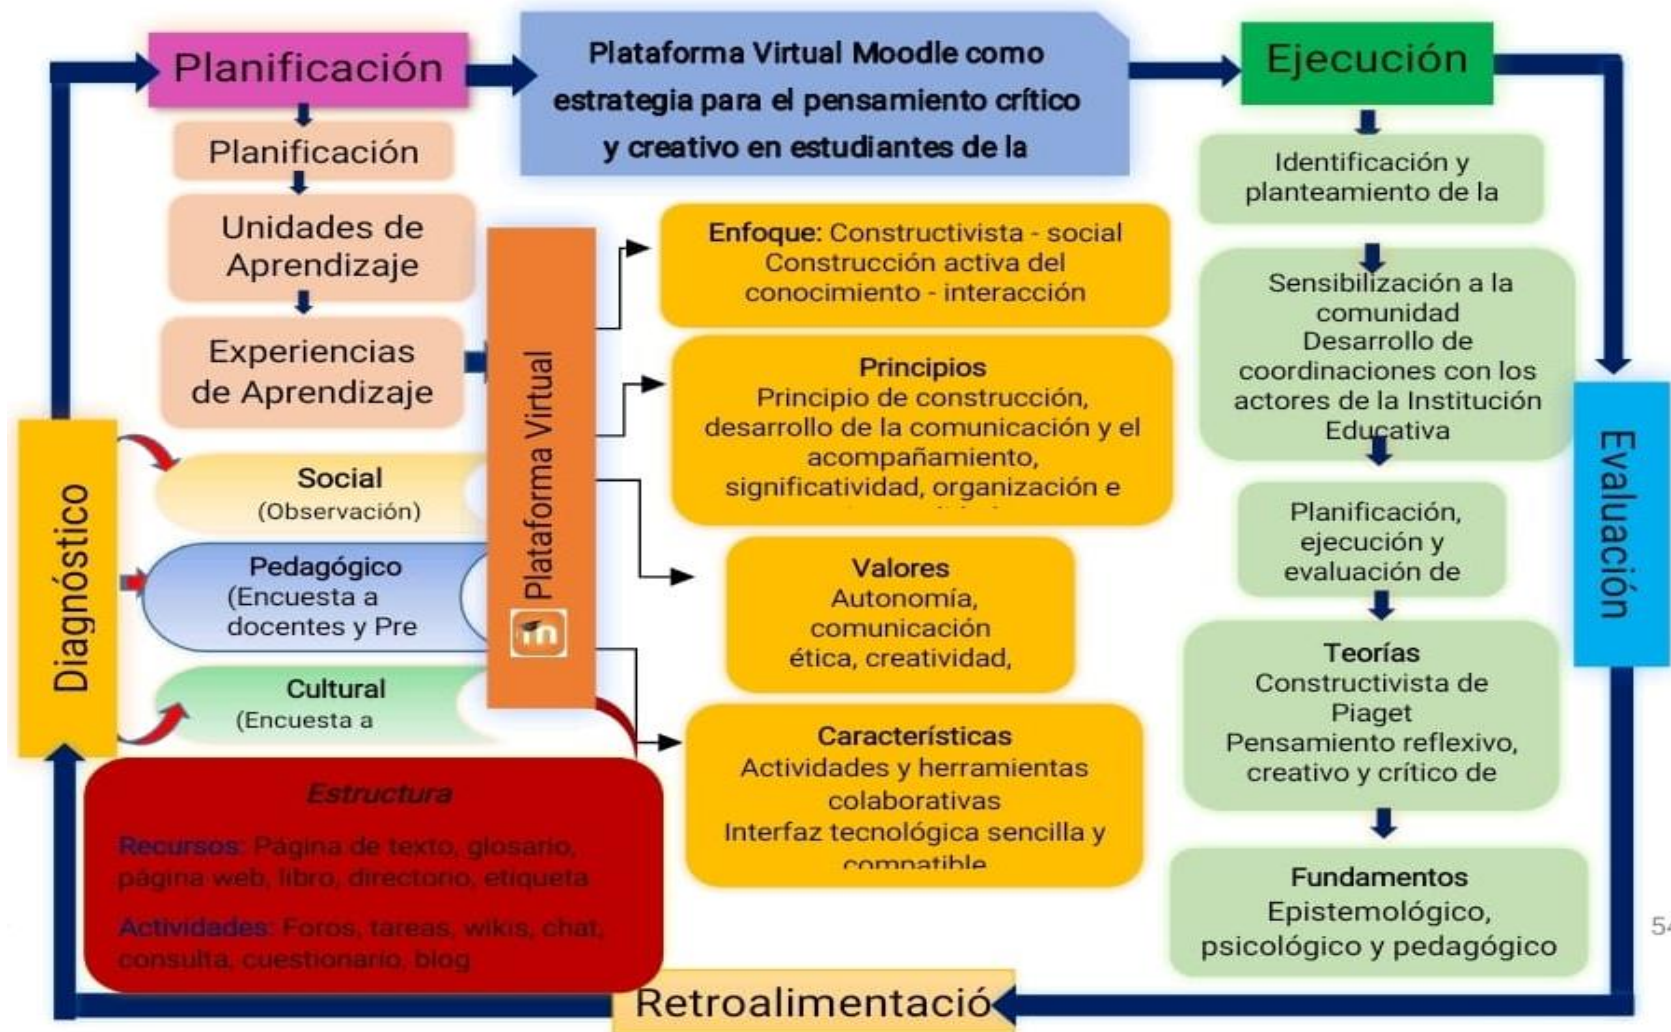 Planificación
Plataforma Virtual Moodle como
estrategia para el pensamiento crítico
y creativo en estudiantes de la
Ejecución
Planificación
Unidades de
Aprendizaje
Experiencias
de Aprendizaje
Diagnóstico
Social
(Observación)
Pedagógico
(Encuesta a
docentes y Pre
Cultural
(Encuesta a
Plataforma Virtual
Enfoque: Constructivista - social
Construcción activa del
conocimiento - interacción
Principios
Principio de construcción,
desarrollo de la comunicación y el
acompañamiento,
significatividad, organización e
Valores
Autonomía,
comunicación
ética, creatividad,
Características
Actividades y herramientas
colaborativas
Interfaz tecnológica sencilla y
compatible
Estructura
Recursos: Página de texto, glosario,
página web, libro, directorio, etiqueta
Actividades: Foros, tareas, wikis, chat,
consulta, cuestionario, blog
Identificación y
planteamiento de la
Sensibilización a la
comunidad
Desarrollo de
coordinaciones con los
actores de la Institución
Educativa
Planificación,
ejecución y
evaluación de
Teorías
Constructivista de
Piaget
Pensamiento reflexivo,
creativo y crítico de
Fundamentos
Epistemológico,
psicológico y pedagógico
Evaluación
Retroalimentació
54